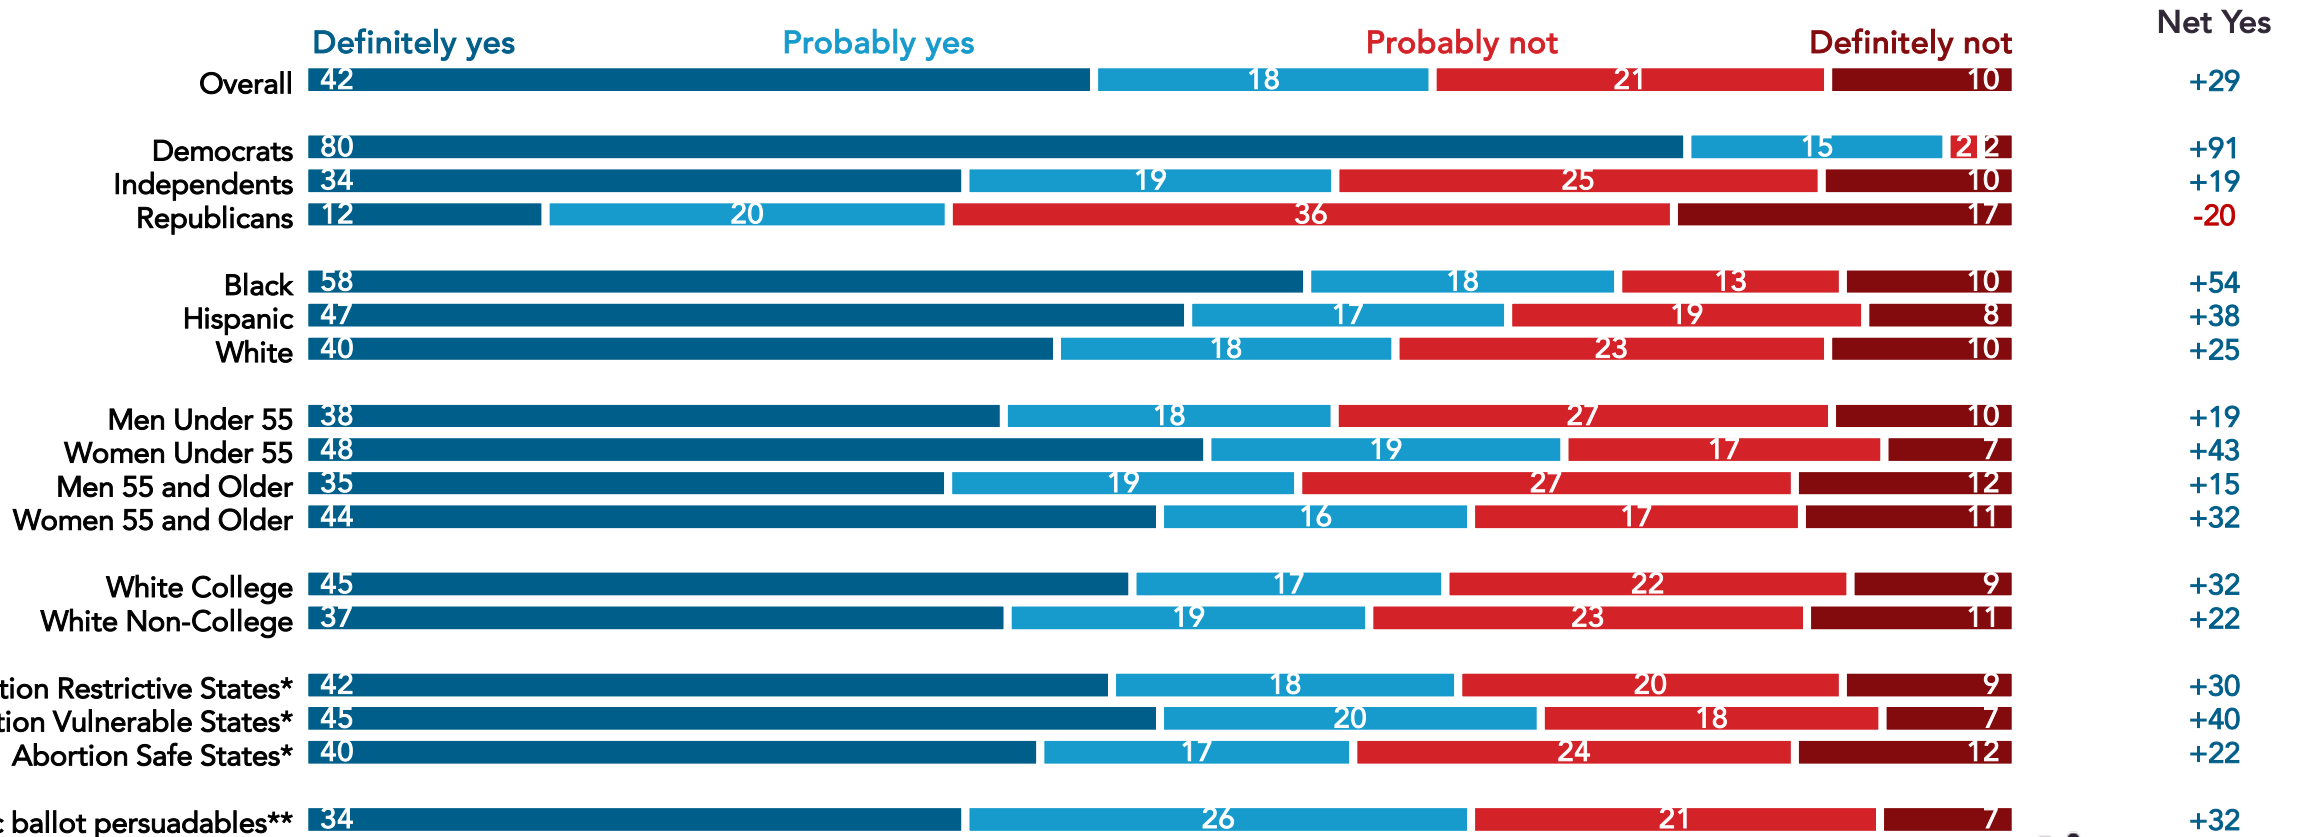 Net Yes
Definitely yes Probably yes Probably not Definitely not
Overall 42 18 21 10 +29
Democrats 80 15 2 2 +91
Independents 34 19 25 10 +19
Republicans 12 20 36 17 -20
Black 58 18 13 10 +54
Hispanic 47 17 19 8 +38
White 40 18 23 10 +25
Men Under 55 38 18 27 10 +19
Women Under 55 48 19 17 7 +43
Men 55 and Older 35 19 27 12 +15
Women 55 and Older 44 16 17 11 +32
White College 45 17 22 9 +32
White Non-College 37 19 23 11 +22
tion Restrictive States* 42 18 20 9 +30
tion Vulnerable States* 45 20 18 7 +40
Abortion Safe States* 40 17 24 12 +22
ballot persuadables** 34 26 21 7 +32